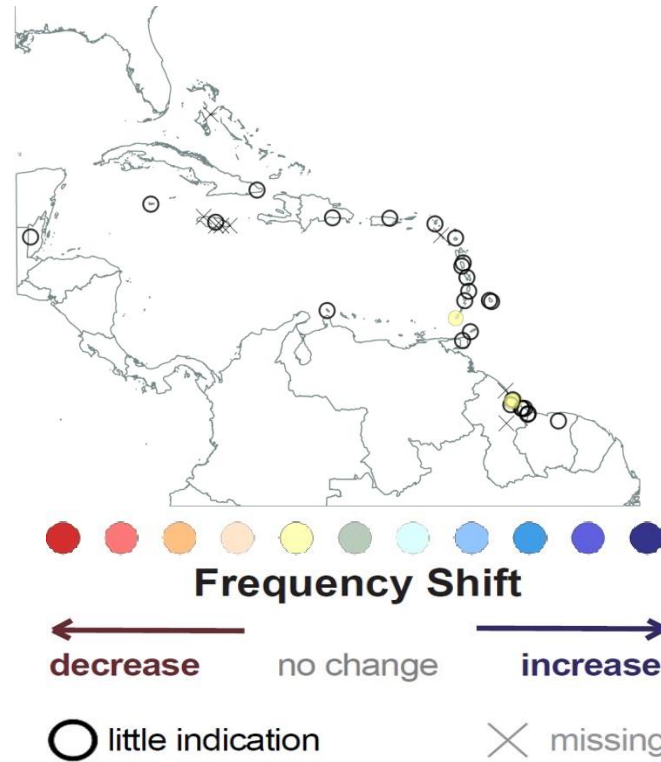 Frequency Shift
decrease no change increase
little indication missing